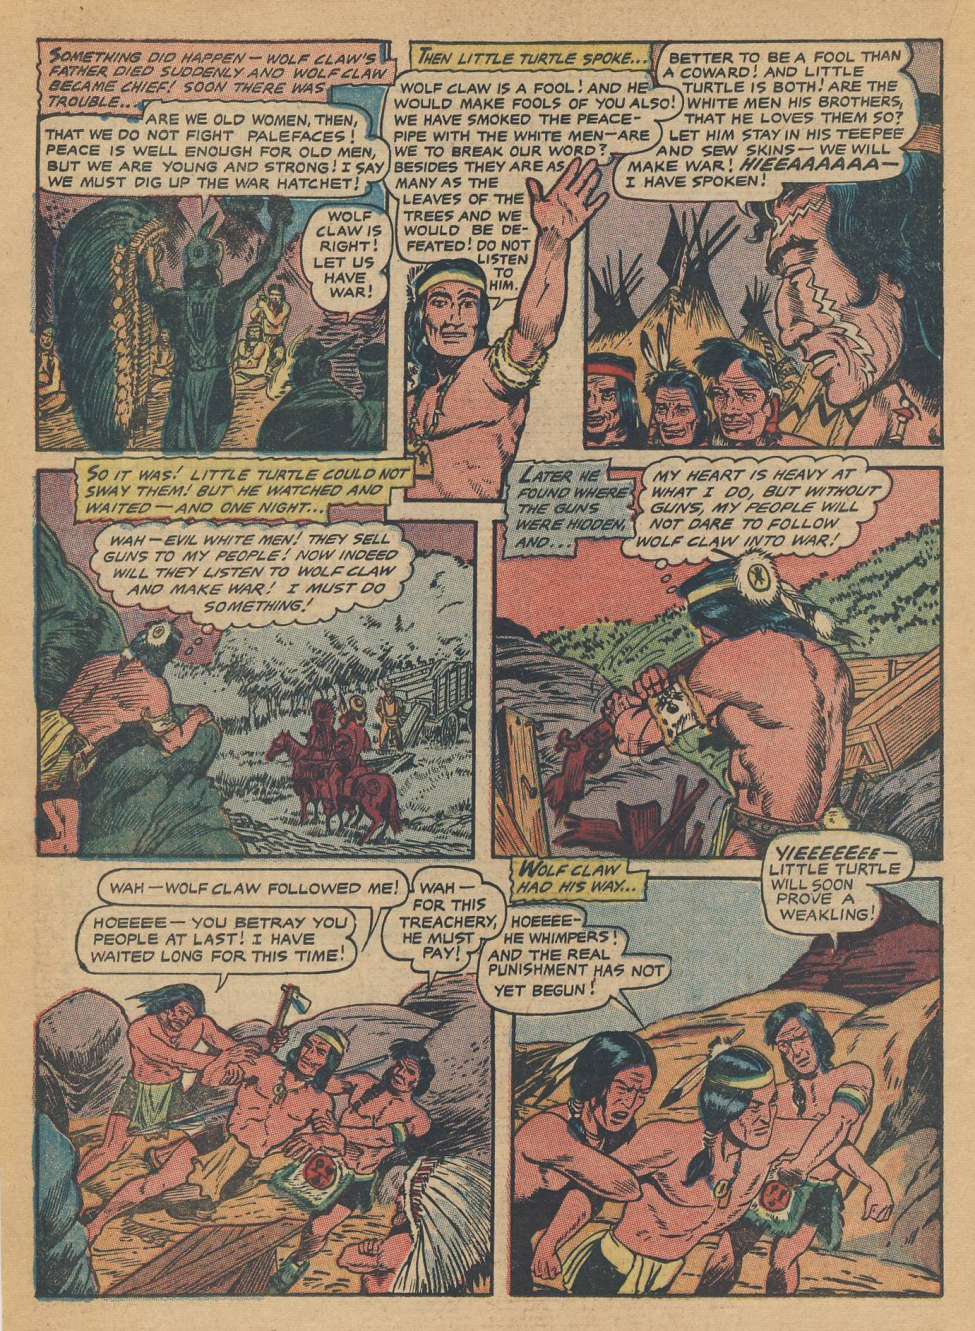 SOMETHING DID HAPPEN — WOLF CLAW'S
FATHER DIED SUDDENLY AND WOLF CLAW
BECAME CHIEF! SOON THERE WAS
TROUBLE...
ARE WE OLD WOMEN, THEN,
THAT WE DO NOT FIGHT PALEFACES!
PEACE IS WELL ENOUGH FOR OLD MEN,
BUT WE ARE YOUNG AND STRONG! I SAY
WE MUST DIG UP THE WAR HATCHET!
WOLF
CLAW IS
RIGHT!
LET US
HAVE
WAR!
THEN LITTLE TURTLE SPOKE...
WOLF CLAW IS A FOOL! AND HE
WOULD MAKE FOOLS OF YOU ALSO!
WE HAVE SMOKED THE PEACE-
PIPE WITH THE WHITE MEN—ARE
WE TO BREAK OUR WORD?
BESIDES THEY ARE AS
MANY AS THE
LEAVES OF THE
TREES AND WE
WOULD BE DE-
FEATED! DO NOT
LISTEN
TO
HIM.
BETTER TO BE A FOOL THAN
A COWARD! AND LITTLE
TURTLE IS BOTH! ARE THE
WHITE MEN HIS BROTHERS,
THAT HE LOVES THEM SO?
LET HIM STAY IN HIS TEEPEE
AND SEW SKINS—WE WILL
MAKE WAR! HIEEAAAAAA—
I HAVE SPOKEN!
SO IT WAS! LITTLE TURTLE COULD NOT
SWAY THEM! BUT HE WATCHED AND
WAITED—AND ONE NIGHT...
WAH—EVIL WHITE MEN! THEY SELL
GUNS TO MY PEOPLE! NOW INDEED
WILL THEY LISTEN TO WOLF CLAW
AND MAKE WAR! I MUST DO
SOMETHING!
LATER HE
FOUND WHERE
THE GUNS
WERE HIDDEN,
AND...
MY HEART IS HEAVY AT
WHAT I DO, BUT WITHOUT
GUNS, MY PEOPLE WILL
NOT DARE TO FOLLOW
WOLF CLAW INTO WAR!
WAH—WOLF CLAW FOLLOWED ME!
HOEEEE—YOU BETRAY YOU
PEOPLE AT LAST! I HAVE
WAITED LONG FOR THIS TIME!
WAH—
FOR THIS
TREACHERY,
HE MUST
PAY!
WOLF CLAW
HAD HIS WAY...
HOEEEE—
HE WHIMPERS!
AND THE REAL
PUNISHMENT HAS NOT
YET BEGUN!
YIEEEEEEE—
LITTLE TURTLE
WILL SOON
PROVE A
WEAKLING!